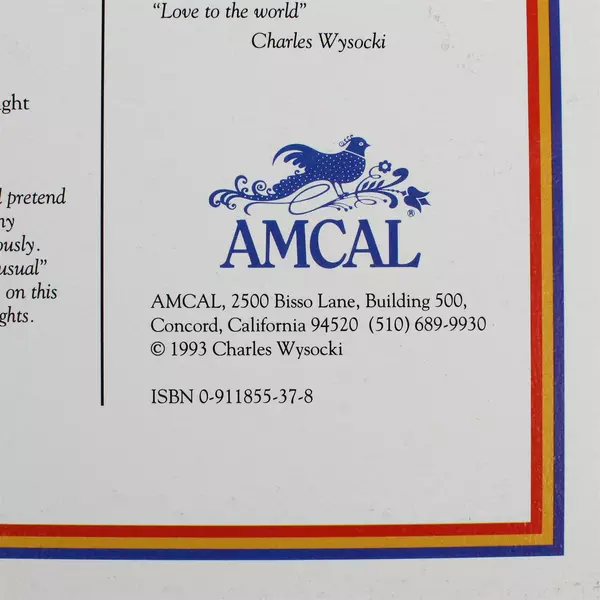 ght
l pretend
ny
ously.
usual"
on this
ghts.
"Love to the world"
Charles Wysocki
AMCAL®
AMCAL, 2500 Bisso Lane, Building 500,
Concord, California 94520 (510) 689-9930
© 1993 Charles Wysocki
ISBN 0-911855-37-8